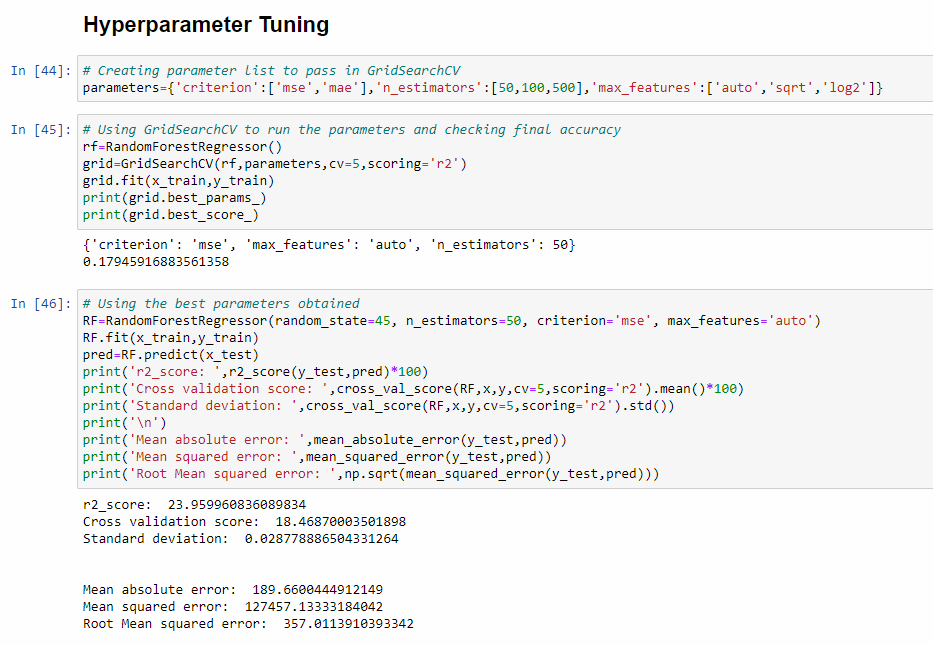 Hyperparameter Tuning
In [44]: # Creating parameter list to pass in GridSearchCV
parameters={'criterion':['mse','mae'],'n_estimators':[50,100,500],'max_features':['auto','sqrt','log2']}
In [45]: # Using GridSearchCV to run the parameters and checking final accuracy
rf=RandomForestRegressor()
grid=GridSearchCV(rf,parameters,cv=5,scoring='r2')
grid.fit(x_train,y_train)
print(grid.best_params_)
print(grid.best_score_)
{'criterion': 'mse', 'max_features': 'auto', 'n_estimators': 50}
0.17945916883561358
In [46]: # Using the best parameters obtained
RF=RandomForestRegressor(random_state=45, n_estimators=50, criterion='mse', max_features='auto')
RF.fit(x_train,y_train)
pred=RF.predict(x_test)
print('r2_score: ',r2_score(y_test,pred)*100)
print('Cross validation score: ',cross_val_score(RF,x,y,cv=5,scoring='r2').mean()*100)
print('Standard deviation: ',cross_val_score(RF,x,y,cv=5,scoring='r2').std())
print('\n')
print('Mean absolute error: ',mean_absolute_error(y_test,pred))
print('Mean squared error: ',mean_squared_error(y_test,pred))
print('Root Mean squared error: ',np.sqrt(mean_squared_error(y_test,pred)))
r2_score:  23.959960836089834
Cross validation score:  18.46870003501898
Standard deviation:  0.028778886504331264
Mean absolute error:  189.6600444912149
Mean squared error:  127457.13333184042
Root Mean squared error:  357.0113910393342